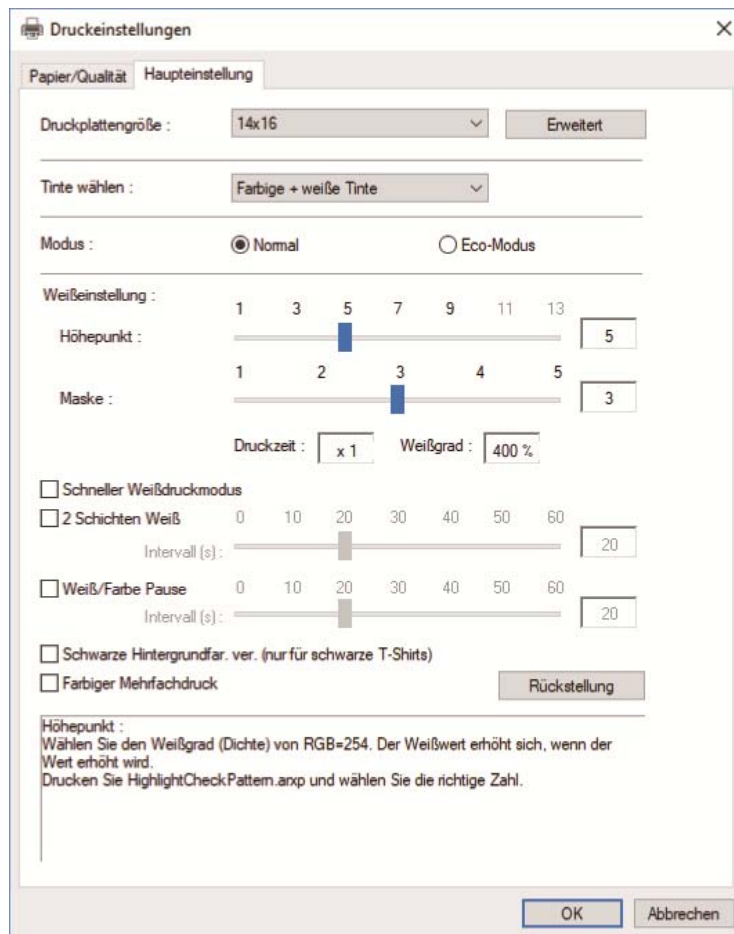 Druckeinstellungen
Papier/Qualität Haupteinstellung
Druckplattengröße : 14x16 Erweitert
Tinte wählen : Farbige + weiße Tinte
Modus : Normal Eco-Modus
Weißeinstellung :
1 3 5 7 9 11 13
Höhepunkt : 5
1 2 3 4 5
Maske : 3
Druckzeit : x 1 Weißgrad : 400 %
Schneller Weißdruckmodus
2 Schichten Weiß 0 10 20 30 40 50 60
Intervall (s) : 20
Weiß/Farbe Pause 0 10 20 30 40 50 60
Intervall (s) : 20
Schwarze Hintergrundfar. ver. (nur für schwarze T-Shirts)
Farbiger Mehrfachdruck Rückstellung
Höhepunkt :
Wählen Sie den Weißgrad (Dichte) von RGB=254. Der Weißwert erhöht sich, wenn der
Wert erhöht wird.
Drucken Sie HighlightCheckPattern.arxp und wählen Sie die richtige Zahl.
OK Abbrechen